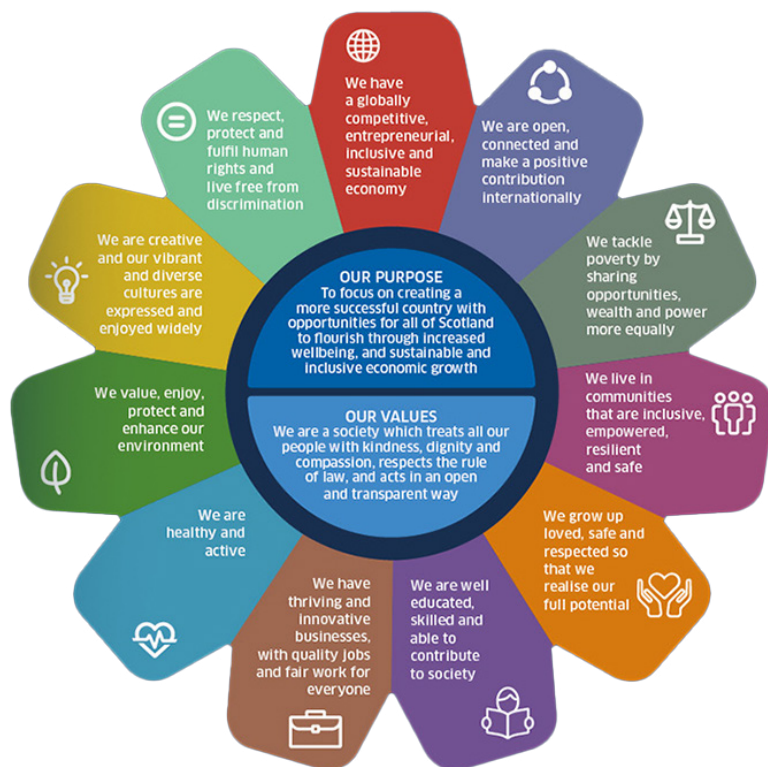 We have
a globally
competitive,
entrepreneurial,
inclusive and
sustainable
economy
We are open,
connected and
make a positive
contribution
internationally
We tackle
poverty by
sharing
opportunities,
wealth and power
more equally
We live in
communities
that are inclusive,
empowered,
resilient
and safe
We grow up
loved, safe and
respected so
that we
realise our
full potential
We are well
educated,
skilled and
able to
contribute
to society
We have
thriving and
innovative
businesses,
with quality jobs
and fair work for
everyone
We are
healthy and
active
We value, enjoy,
protect and
enhance our
environment
We are creative
and our vibrant
and diverse
cultures are
expressed and
enjoyed widely
We respect,
protect and
fulfil human
rights and
live free from
discrimination
OUR PURPOSE
To focus on creating a
more successful country with
opportunities for all of Scotland
to flourish through increased
wellbeing, and sustainable and
inclusive economic growth
OUR VALUES
We are a society which treats all our
people with kindness, dignity and
compassion, respects the rule
of law, and acts in an open
and transparent way